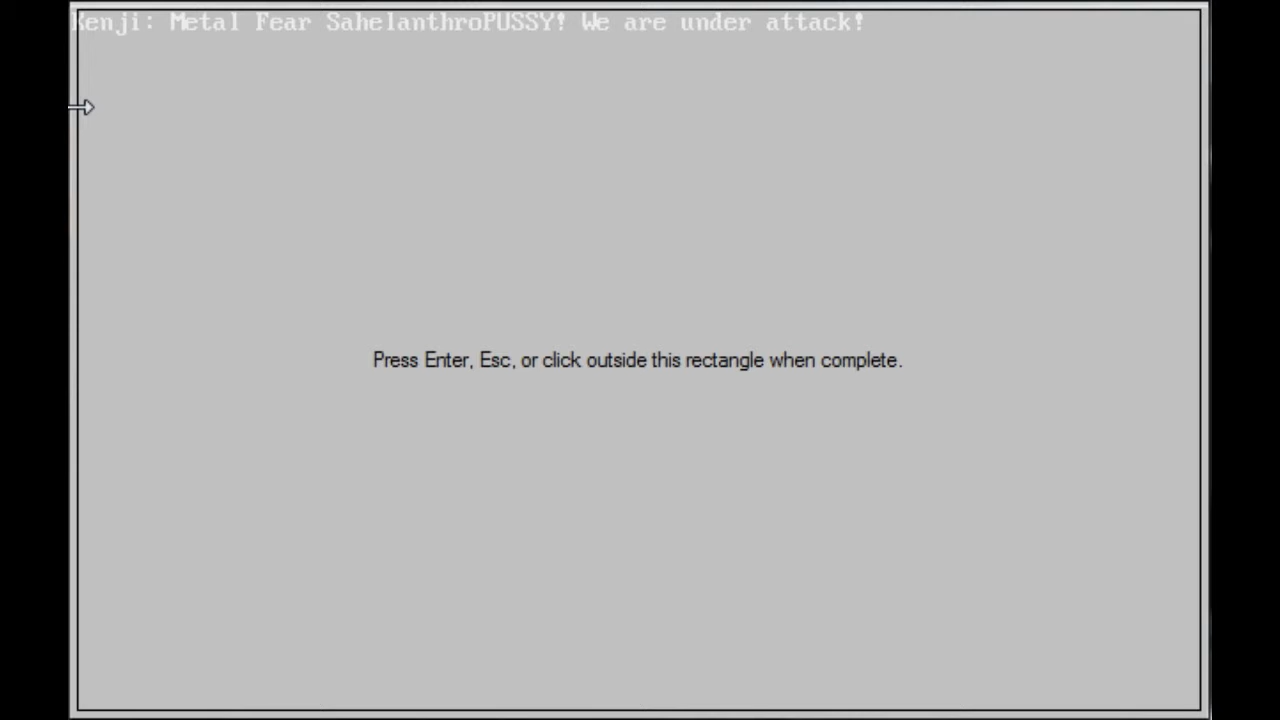 Kenji: Metal Fear SahelanthroPUSSY! We are under attack!
Press Enter, Esc, or click outside this rectangle when complete.